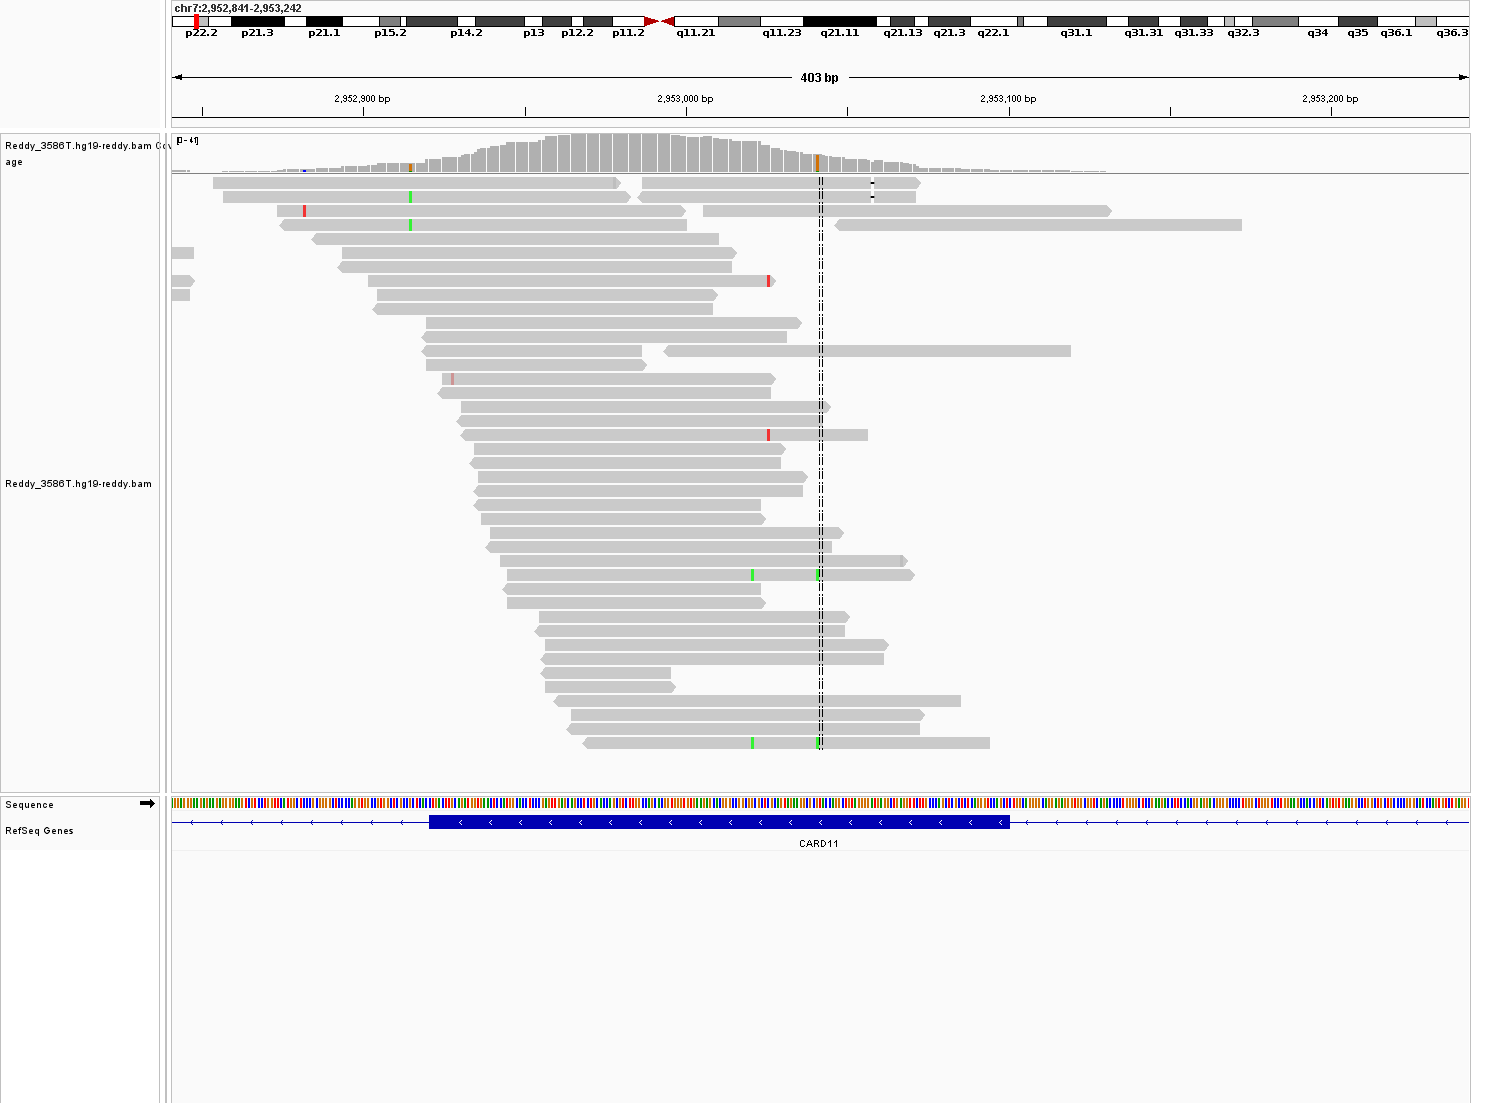 chr7:2,952,841-2,953,242
p22.2 p21.3 p21.1 p15.2 p14.2 p13 p12.2 p11.2 q11.21 q11.23 q21.11 q21.13 q21.3 q22.1 q31.1 q31.31 q31.33 q32.3 q34 q35 q36.1 q36.3
403 bp
2,952,900 bp 2,953,000 bp 2,953,100 bp 2,953,200 bp
[0 - 41]
Reddy_3586T.hg19-reddy.bam Cov
age
Reddy_3586T.hg19-reddy.bam
Sequence
RefSeq Genes
CARD11